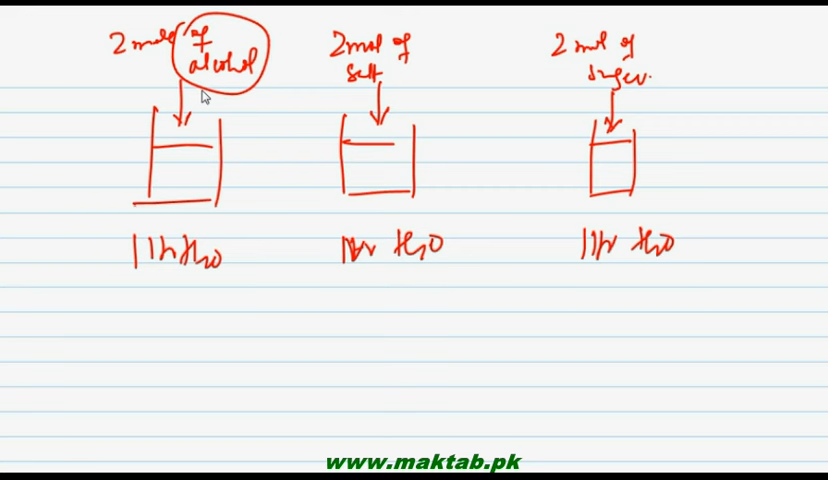 2 moles of
alcohol
2 mol of
Salt
2 mol of
Sugar.
1 ltr H2O
1 ltr H2O
1 ltr H2O
www.maktab.pk